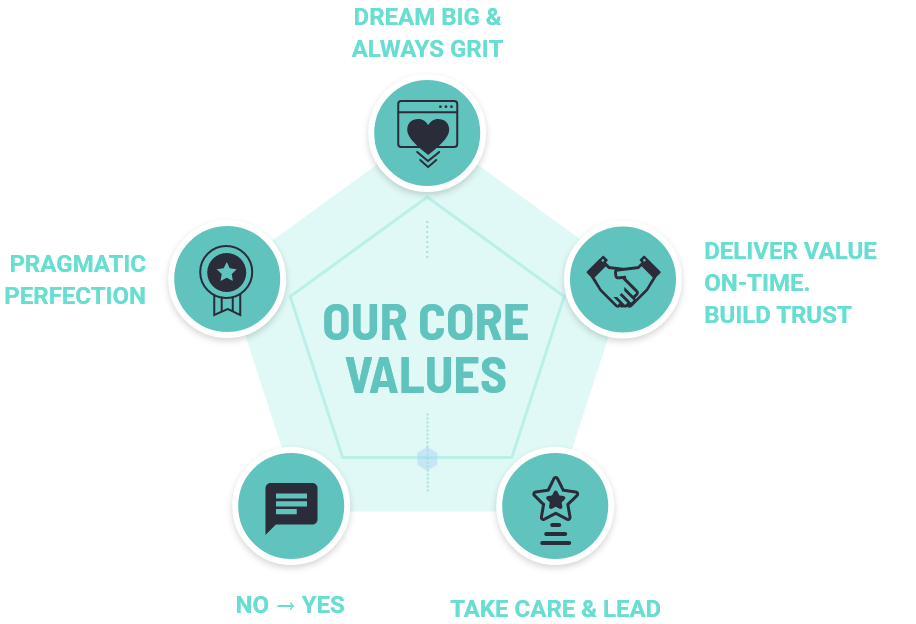 DREAM BIG &
ALWAYS GRIT
PRAGMATIC
PERFECTION
DELIVER VALUE
ON-TIME.
BUILD TRUST
OUR CORE
VALUES
NO → YES
TAKE CARE & LEAD